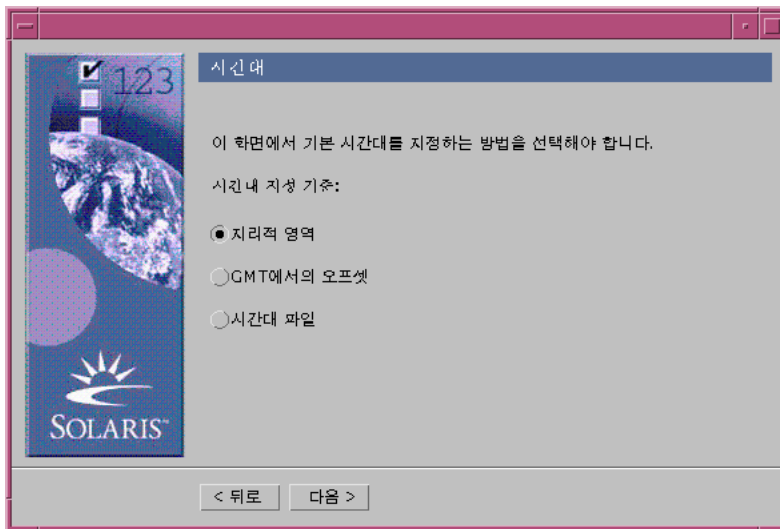 123
SOLARIS™
시간대
이 화면에서 기본 시간대를 지정하는 방법을 선택해야 합니다.
시간대 지정 기준:
지리적 영역
GMT에서의 오프셋
시간대 파일
< 뒤로
다음 >